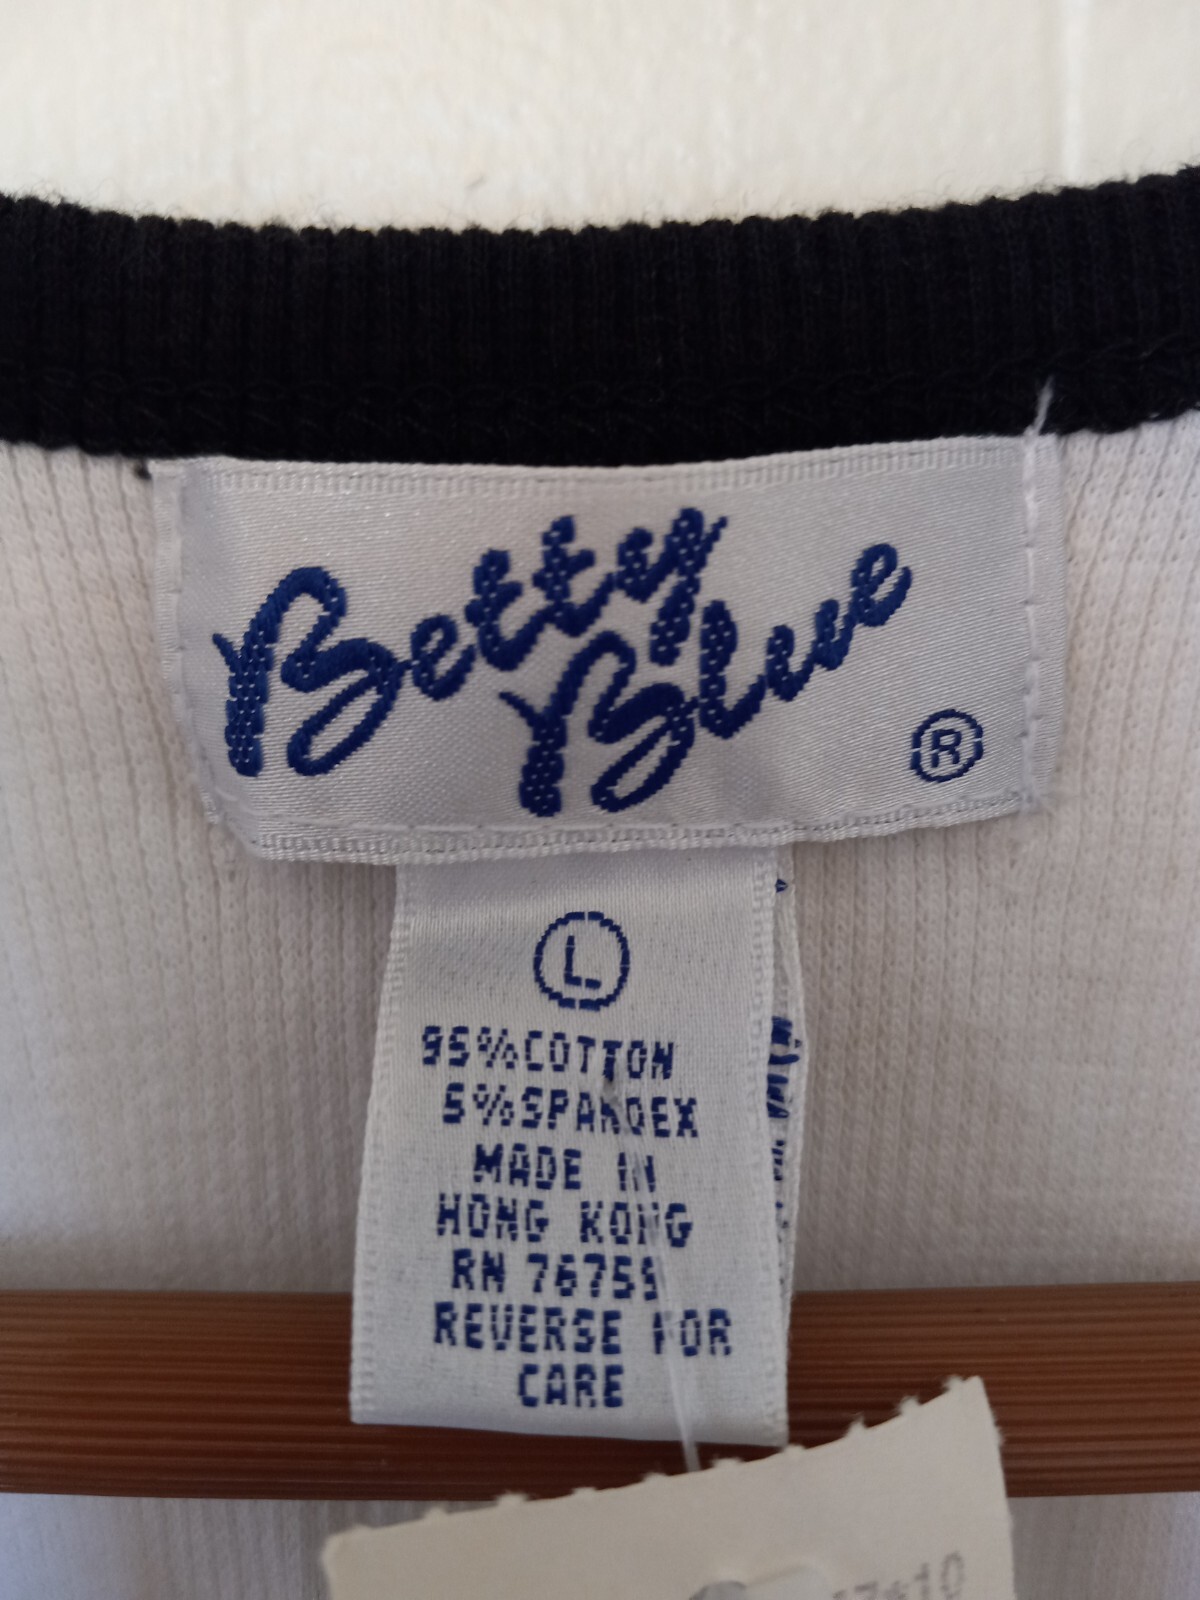 Betty
Blue
®
L
95%COTTON
5%SPANDEX
MADE IN
HONG KONG
RN 76759
REVERSE FOR
CARE